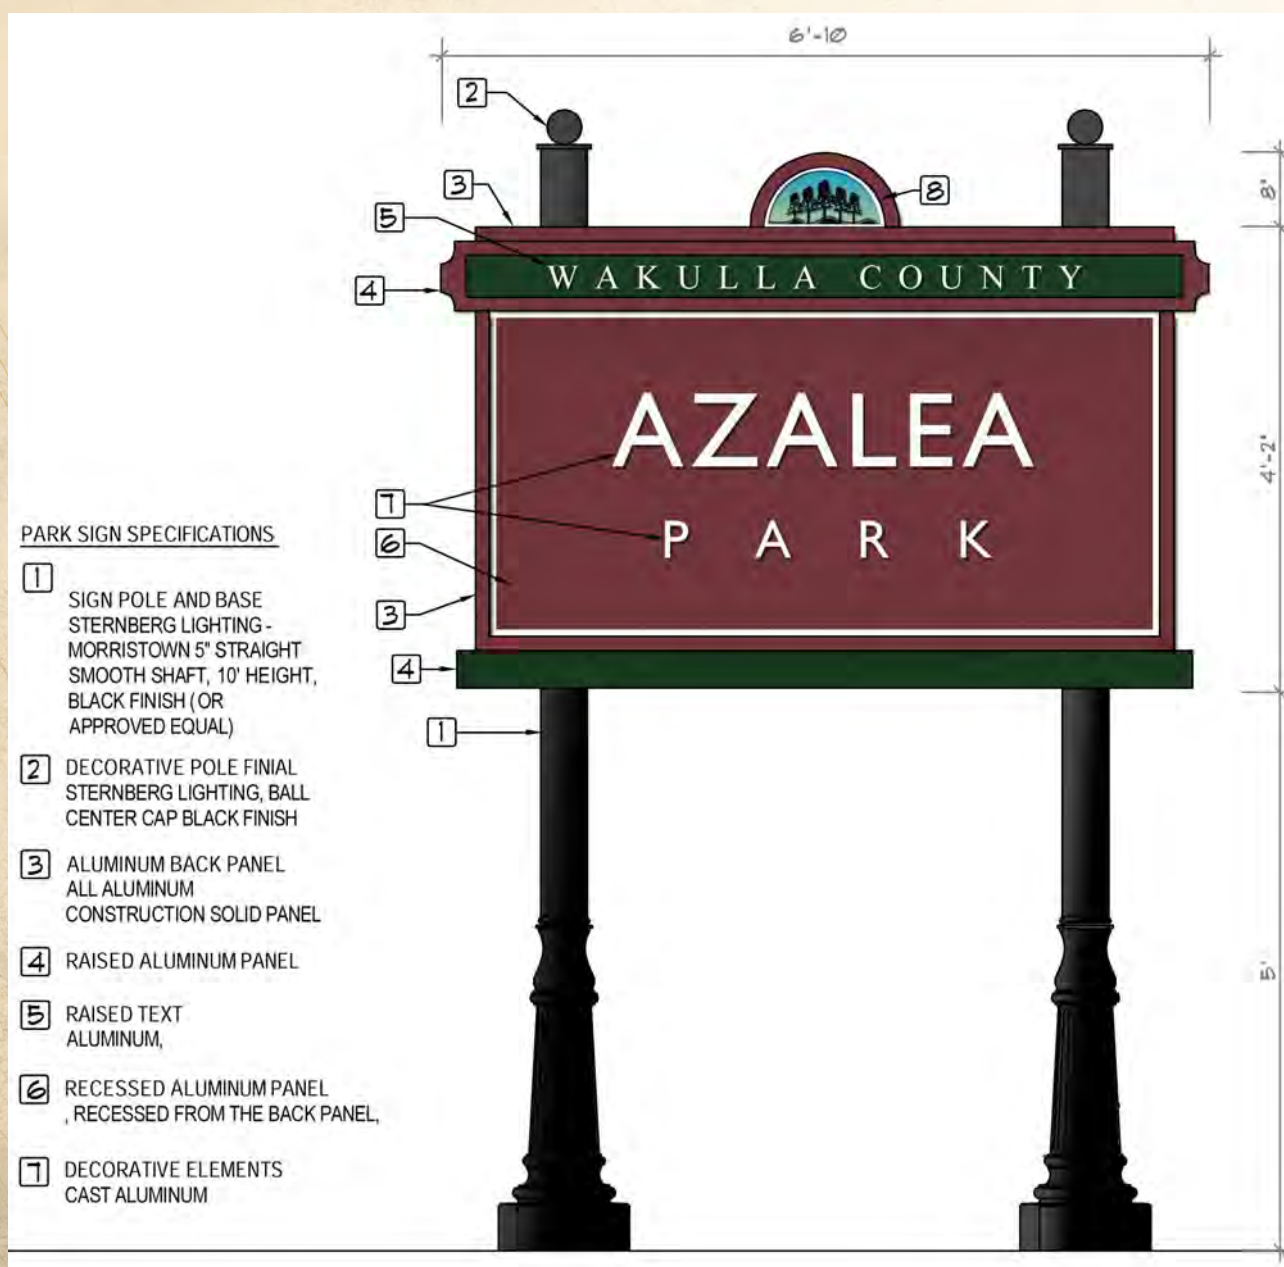 6'-10
2
3
8
8'
5
WAKULLA COUNTY
4
AZALEA
4'-2'
7
PARK
6
3
4
1
5'
PARK SIGN SPECIFICATIONS
1
SIGN POLE AND BASE
STERNBERG LIGHTING -
MORRISTOWN 5" STRAIGHT
SMOOTH SHAFT, 10' HEIGHT,
BLACK FINISH (OR
APPROVED EQUAL)
2 DECORATIVE POLE FINIAL
STERNBERG LIGHTING, BALL
CENTER CAP BLACK FINISH
3 ALUMINUM BACK PANEL
ALL ALUMINUM
CONSTRUCTION SOLID PANEL
4 RAISED ALUMINUM PANEL
5 RAISED TEXT
ALUMINUM,
6 RECESSED ALUMINUM PANEL
, RECESSED FROM THE BACK PANEL,
7 DECORATIVE ELEMENTS
CAST ALUMINUM